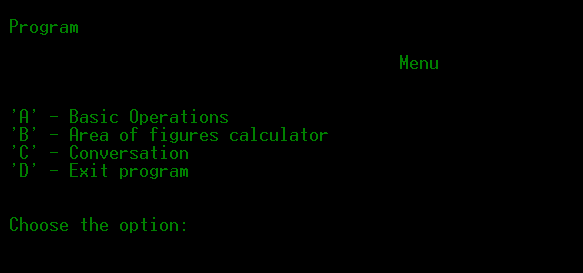 Program
Menu
'A' - Basic Operations
'B' - Area of figures calculator
'C' - Conversation
'D' - Exit program
Choose the option: